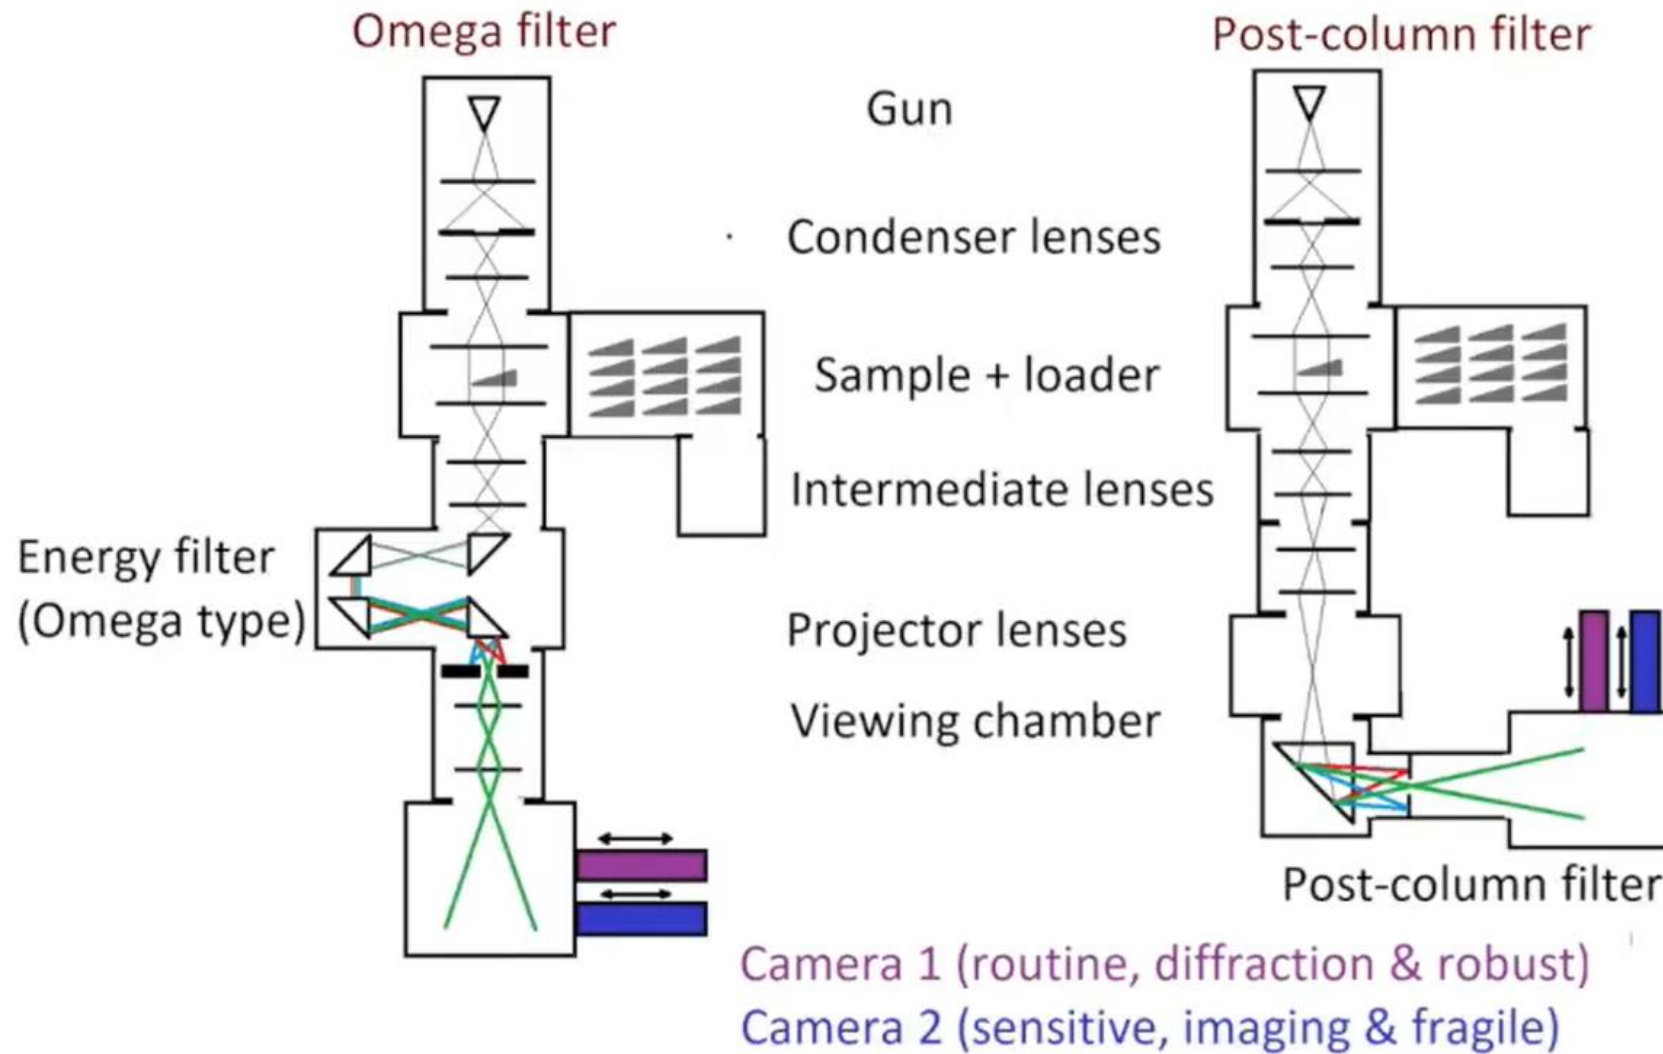 Omega filter
Post-column filter
Gun
Condenser lenses
Sample + loader
Intermediate lenses
Energy filter
(Omega type)
Projector lenses
Viewing chamber
Post-column filter
Camera 1 (routine, diffraction & robust)
Camera 2 (sensitive, imaging & fragile)